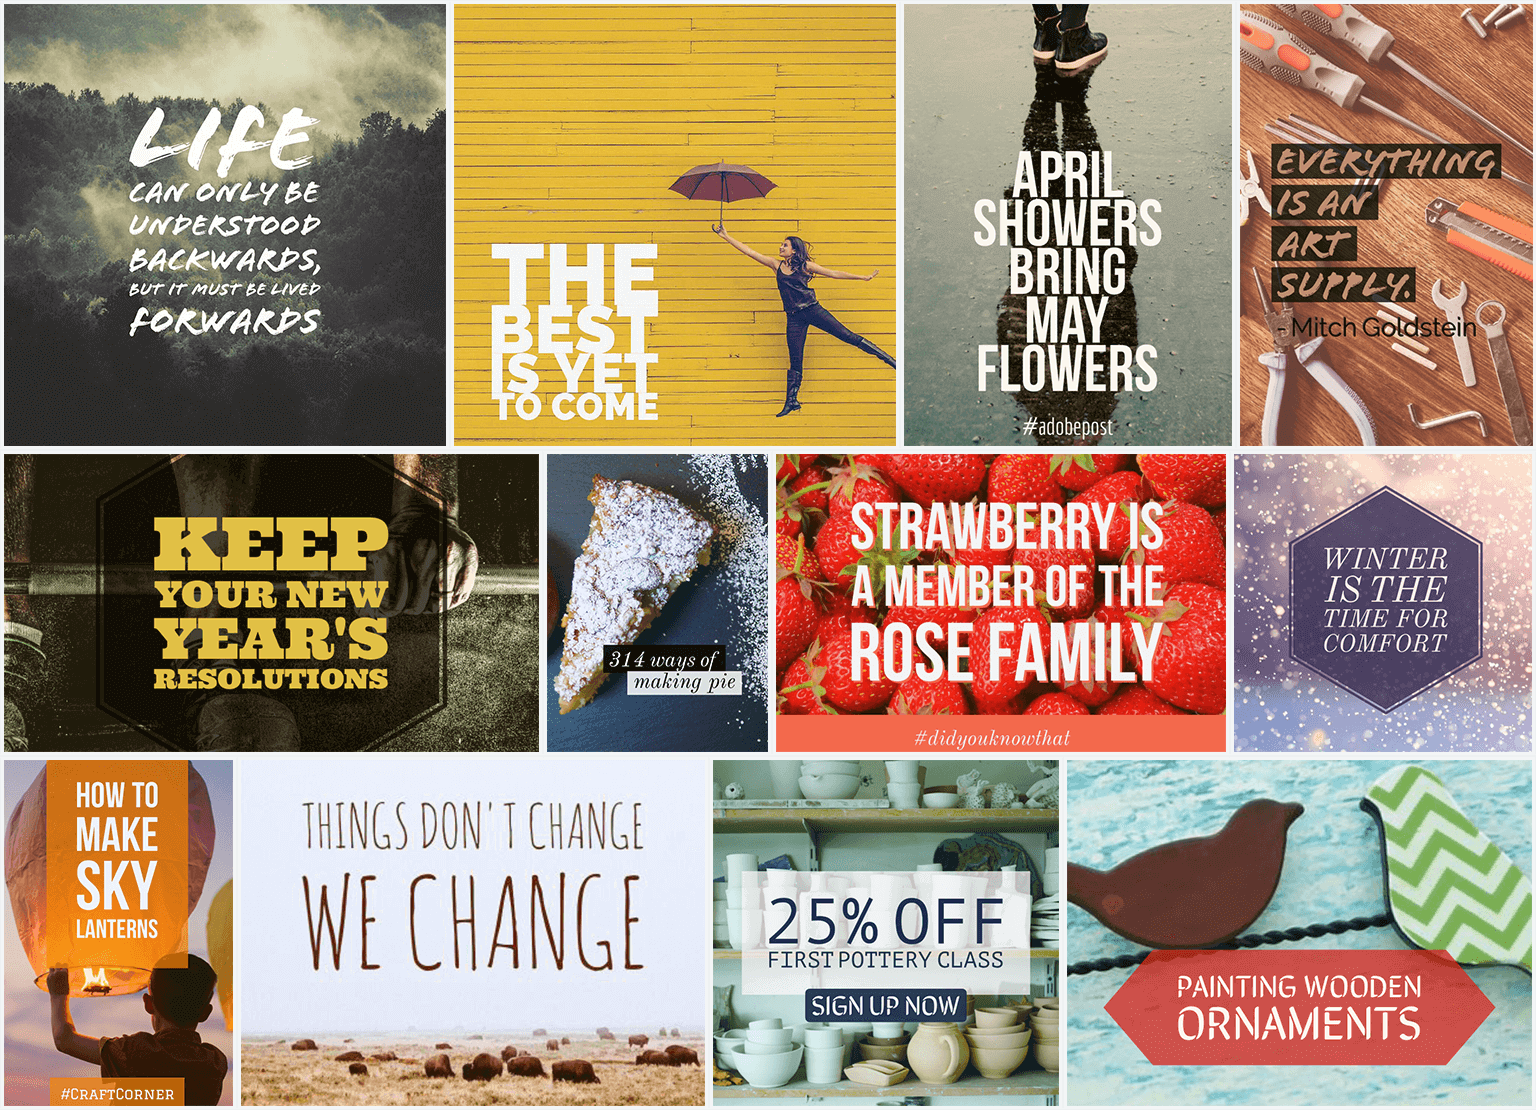 LIFE
CAN ONLY BE
UNDERSTOOD
BACKWARDS,
BUT IT MUST BE LIVED
FORWARDS
THE
BEST
IS YET
TO COME
APRIL
SHOWERS
BRING
MAY
FLOWERS
#adobepost
EVERYTHING
IS AN
ART
SUPPLY.
- Mitch Goldstein
KEEP
YOUR NEW
YEAR'S
RESOLUTIONS
314 ways of
making pie
STRAWBERRY IS
A MEMBER OF THE
ROSE FAMILY
#didyouknowthat
WINTER
IS THE
TIME FOR
COMFORT
HOW TO
MAKE
SKY
LANTERNS
#CRAFTCORNER
THINGS DON'T CHANGE
WE CHANGE
25% OFF
FIRST POTTERY CLASS
SIGN UP NOW
PAINTING WOODEN
ORNAMENTS